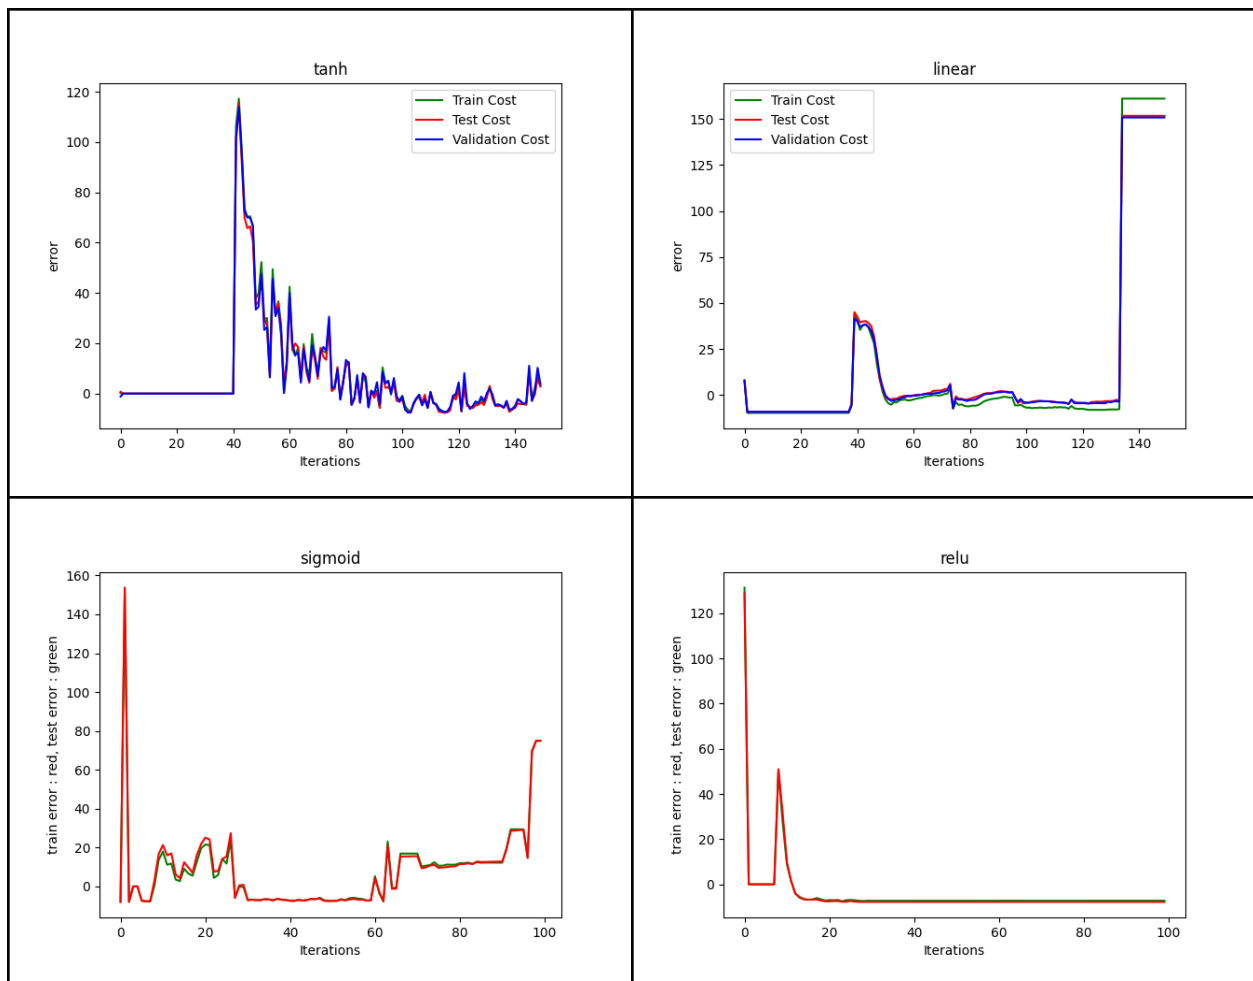 tanh
120
100
80
60
40
20
0
error
0 20 40 60 80 100 120 140
Iterations
Train Cost
Test Cost
Validation Cost
linear
150
125
100
75
50
25
0
error
0 20 40 60 80 100 120 140
Iterations
Train Cost
Test Cost
Validation Cost
sigmoid
160
140
120
100
80
60
40
20
0
train error : red, test error : green
0 20 40 60 80 100
Iterations
relu
120
100
80
60
40
20
0
train error : red, test error : green
0 20 40 60 80 100
Iterations